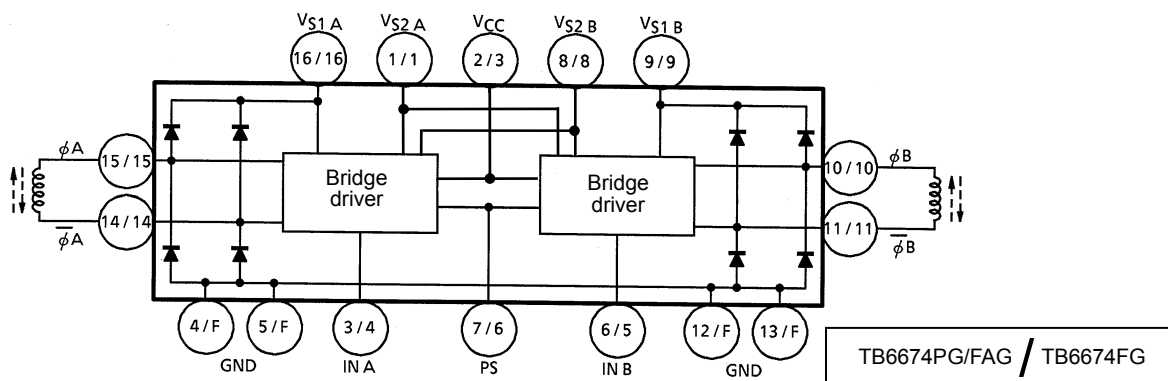 VS1 A VS2 A VCC VS2 B VS1 B
16 / 16 1 / 1 2 / 3 8 / 8 9 / 9
ϕA 15 / 15 10 / 10 ϕB
Bridge driver
Bridge driver
ϕ̅A 14 / 14 11 / 11 ϕ̅B
4 / F 5 / F 3 / 4 7 / 6 6 / 5 12 / F 13 / F
GND IN A PS IN B GND
TB6674PG/FAG / TB6674FG